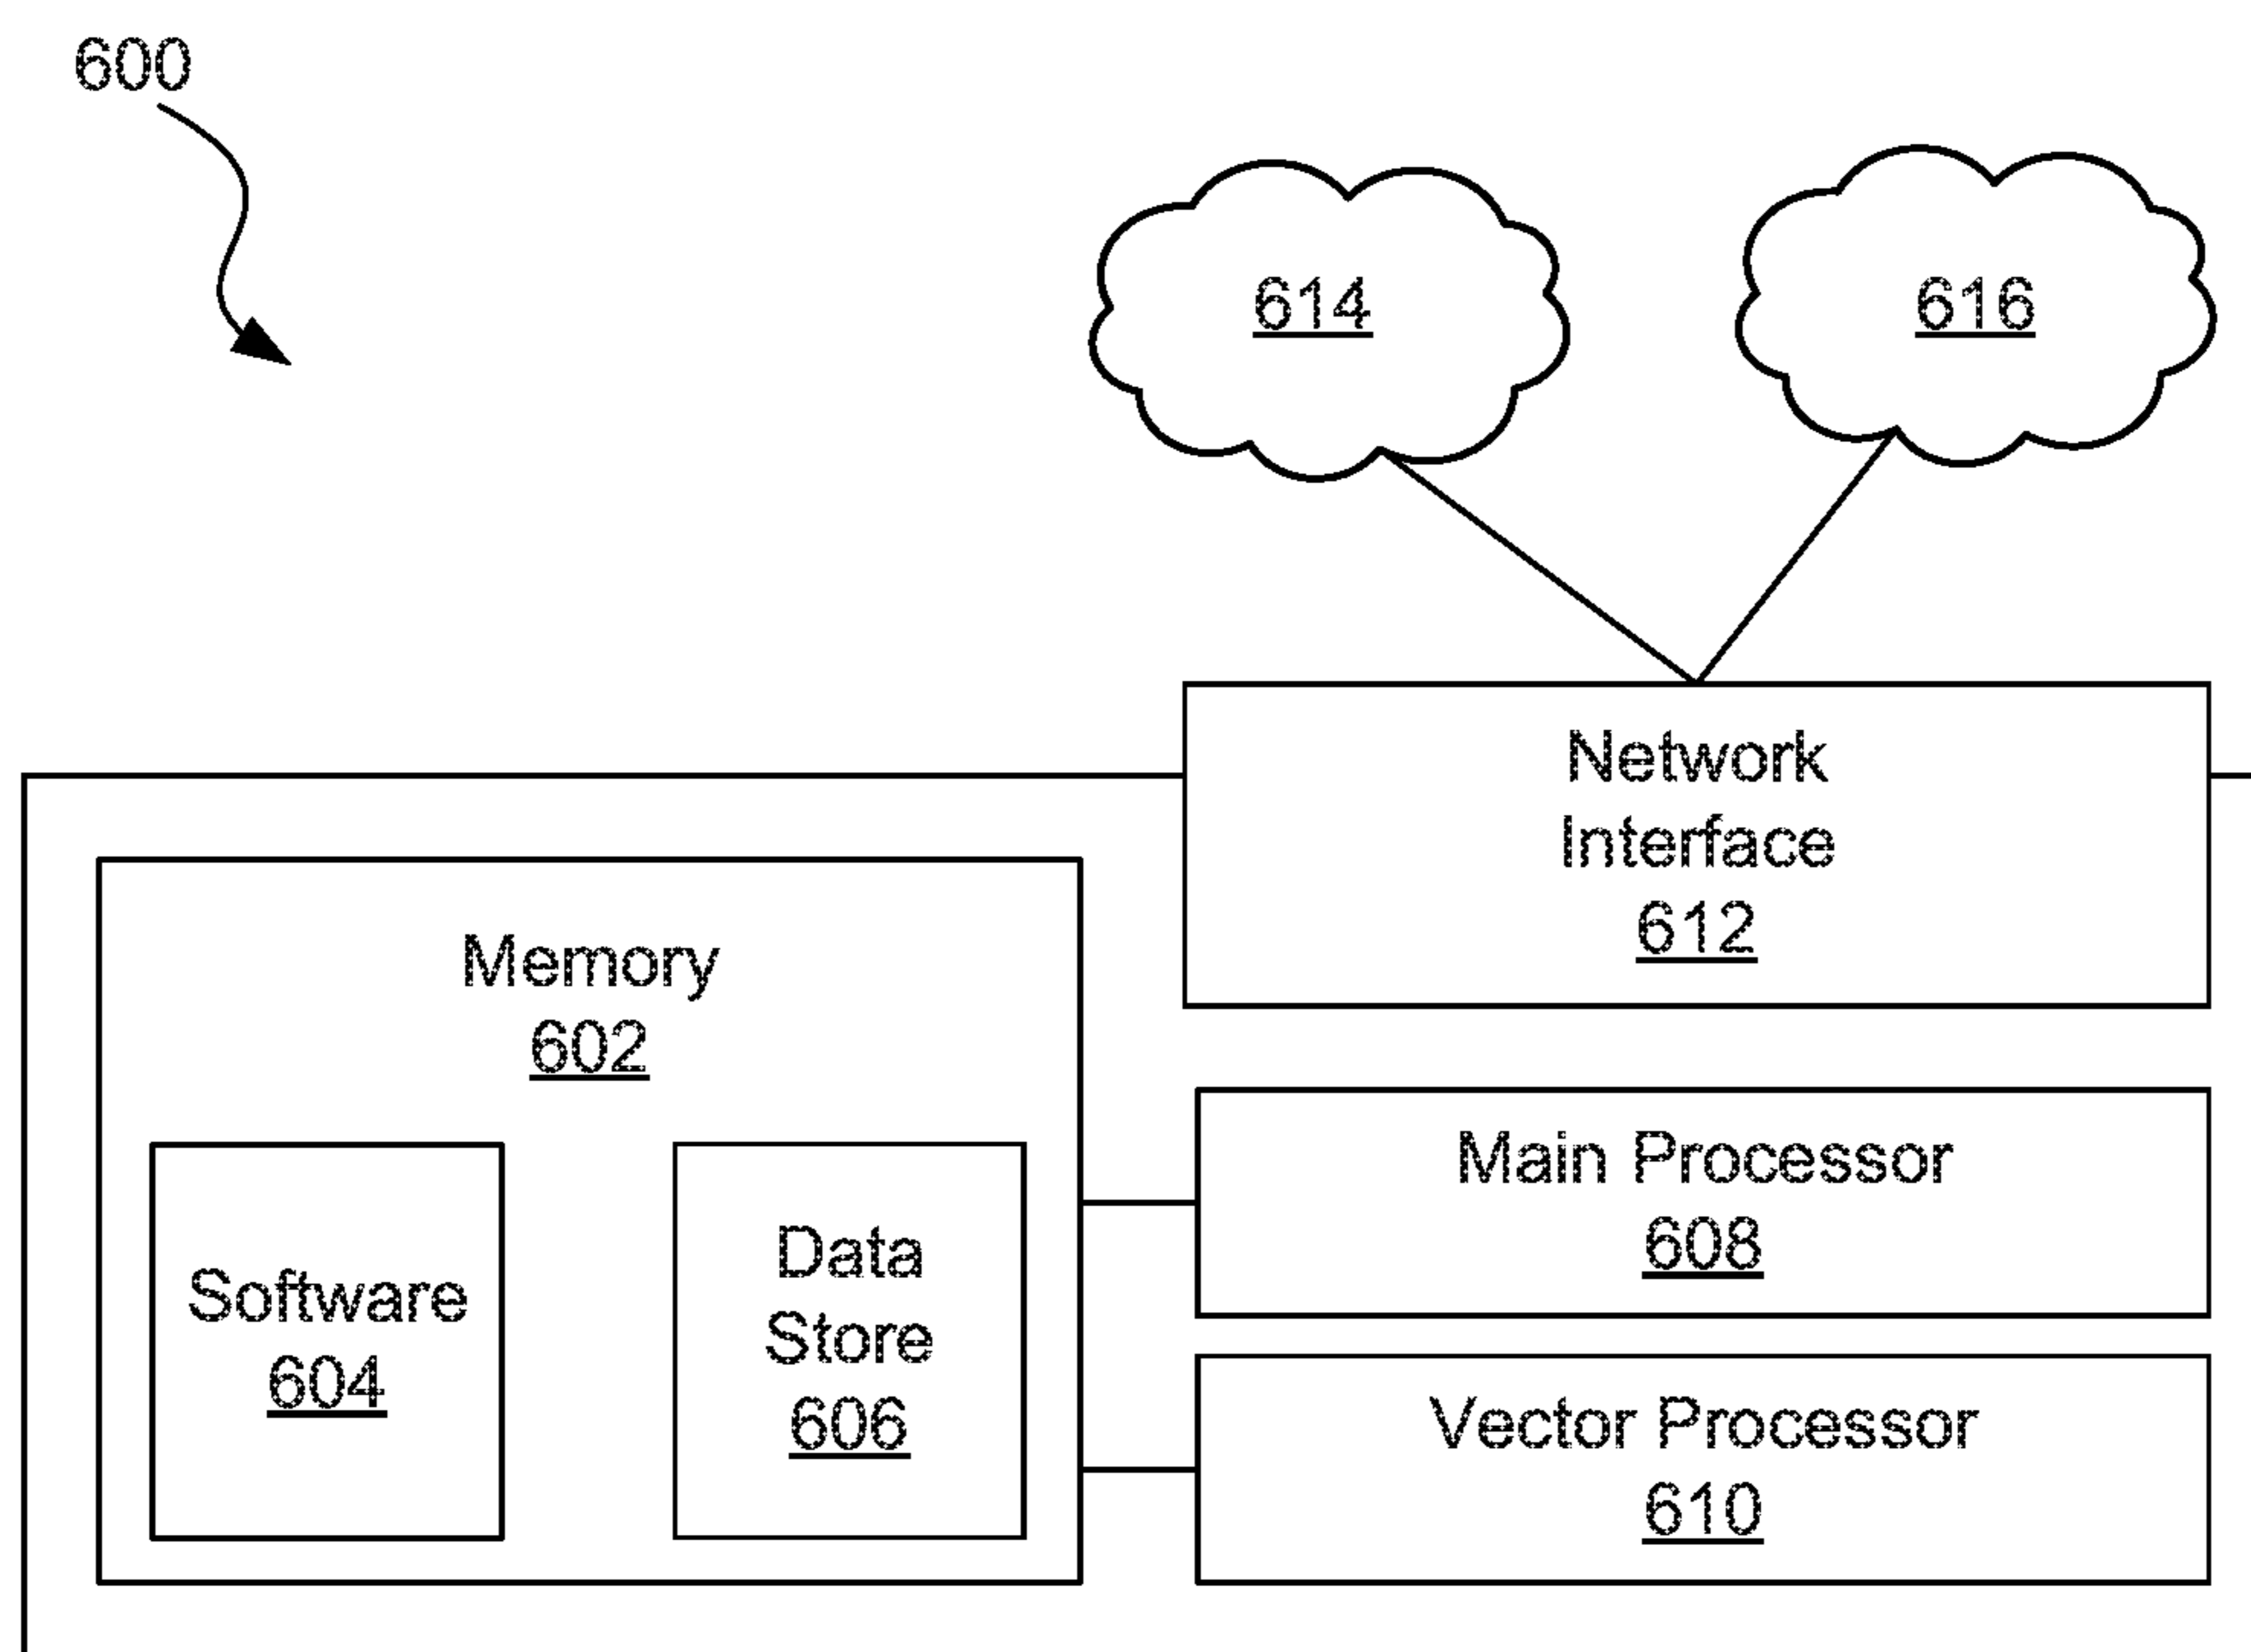 600
614
616
Network
Interface
612
Memory
602
Software
604
Data
Store
606
Main Processor
608
Vector Processor
610